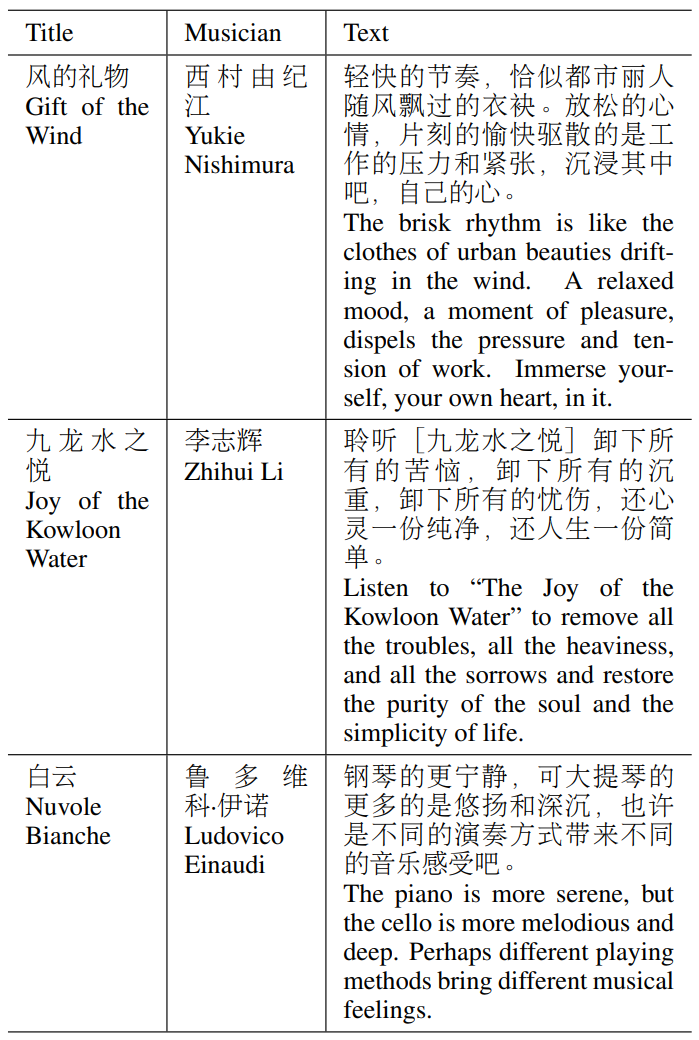 Title
Musician
Text
风的礼物
Gift of the
Wind
西村由纪
江
Yukie
Nishimura
轻快的节奏，恰似都市丽人
随风飘过的衣袂。放松的心
情，片刻的愉快驱散的是工
作的压力和紧张，沉浸其中
吧，自己的心。
The brisk rhythm is like the
clothes of urban beauties drift-
ing in the wind. A relaxed
mood, a moment of pleasure,
dispels the pressure and ten-
sion of work. Immerse your-
self, your own heart, in it.
九龙水之
悦
Joy of the
Kowloon
Water
李志辉
Zhihui Li
聆听［九龙水之悦］卸下所
有的苦恼，卸下所有的沉
重，卸下所有的忧伤，还心
灵一份纯净，还人生一份简
单。
Listen to “The Joy of the
Kowloon Water” to remove all
the troubles, all the heaviness,
and all the sorrows and restore
the purity of the soul and the
simplicity of life.
白云
Nuvole
Bianche
鲁多维
科·伊诺
Ludovico
Einaudi
钢琴的更宁静，可大提琴的
更多的是悠扬和深沉，也许
是不同的演奏方式带来不同
的音乐感受吧。
The piano is more serene, but
the cello is more melodious and
deep. Perhaps different playing
methods bring different musical
feelings.